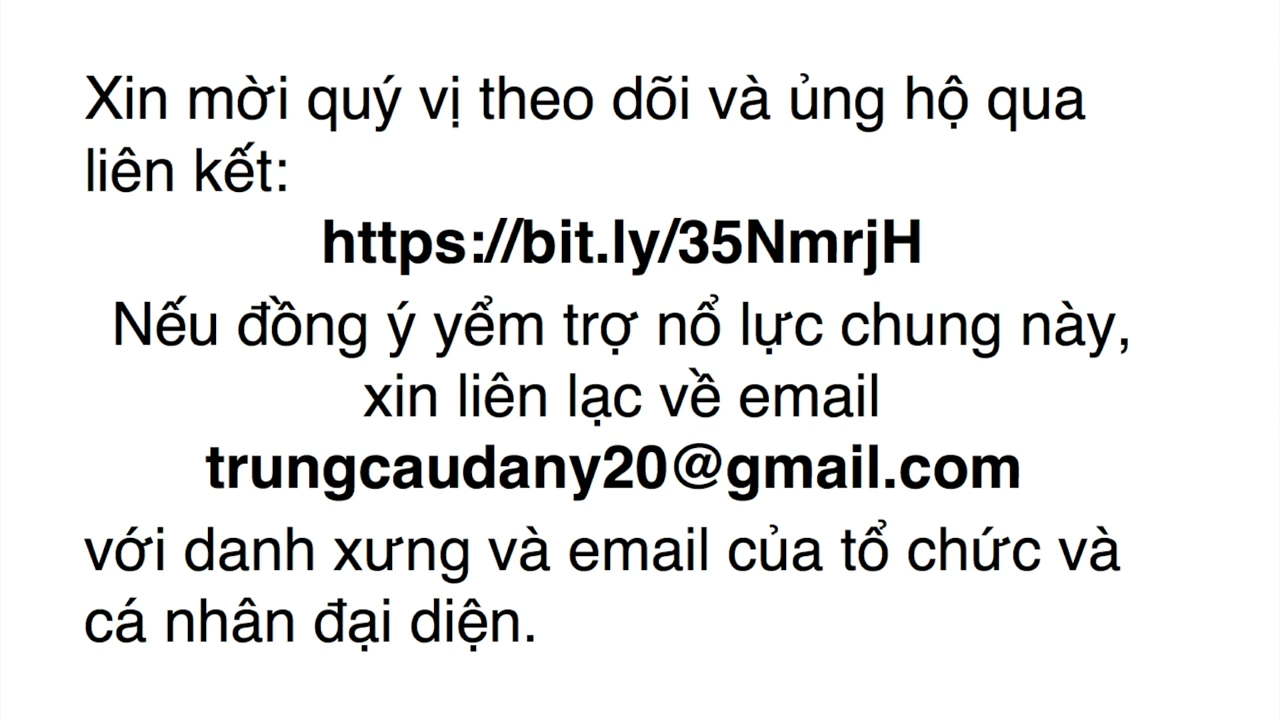 Xin mời quý vị theo dõi và ủng hộ qua
liên kết:
https://bit.ly/35NmrjH
Nếu đồng ý yểm trợ nổ lực chung này,
xin liên lạc về email
trungcaudany20@gmail.com
với danh xưng và email của tổ chức và
cá nhân đại diện.